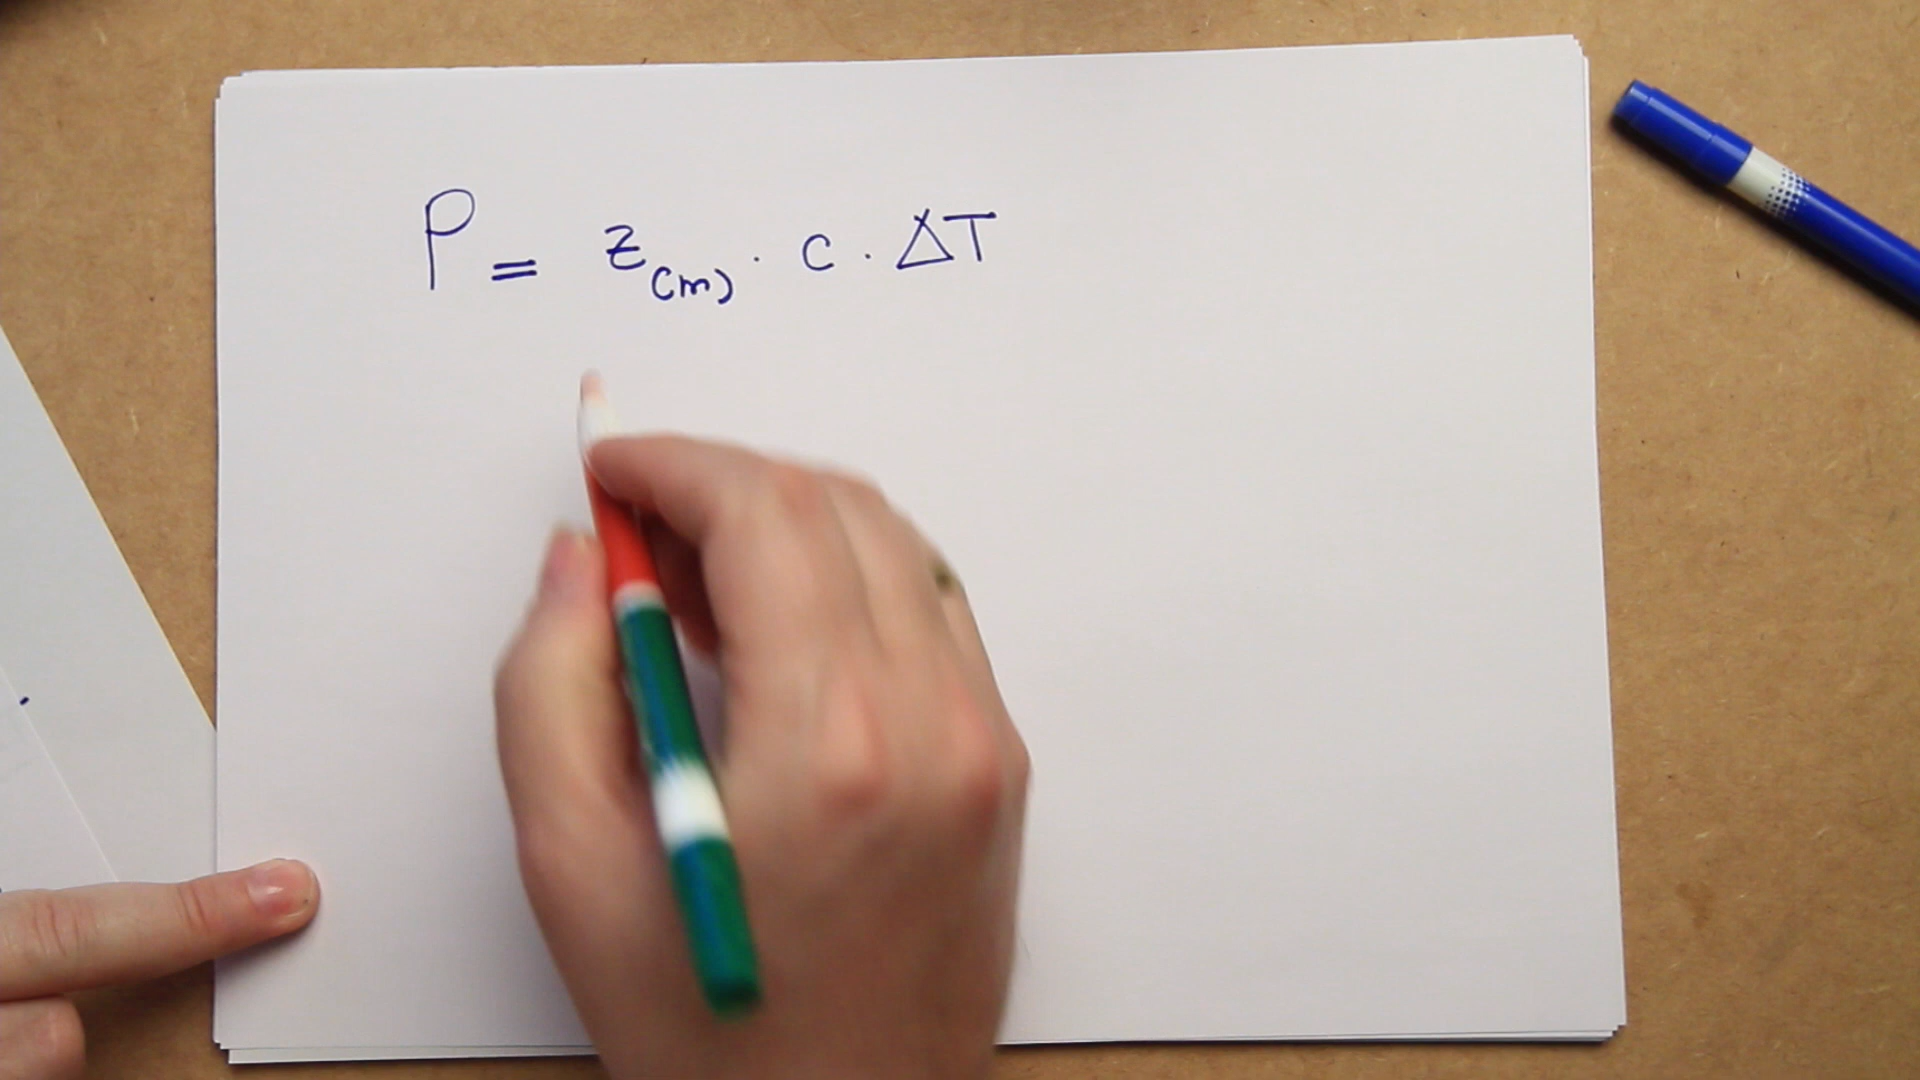 P = z(m) · c · ΔT